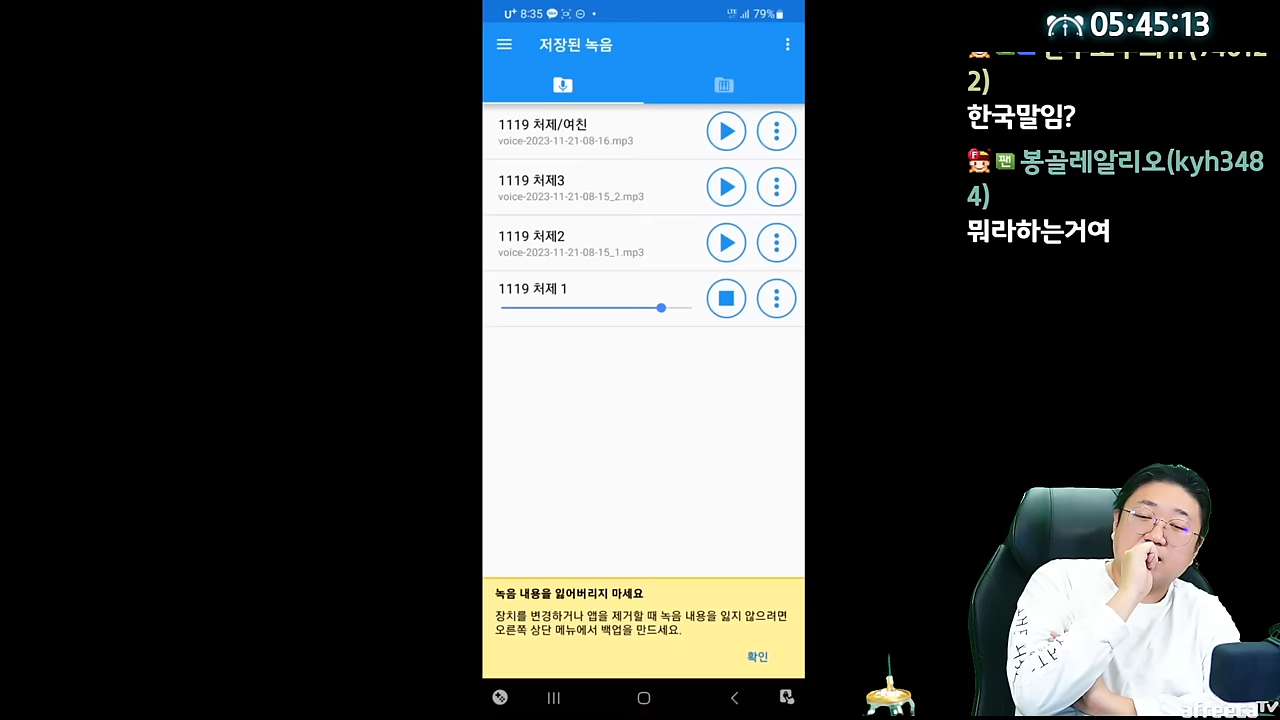 U+ 8:35
LTE 79%
05:45:13
저장된 녹음
2)
한국말임?
팬 봉골레알리오(kyh348
4)
뭐라하는거여
1119 처제/여친
voice-2023-11-21-08-16.mp3
1119 처제3
voice-2023-11-21-08-15_2.mp3
1119 처제2
voice-2023-11-21-08-15_1.mp3
1119 처제 1
녹음 내용을 잃어버리지 마세요
장치를 변경하거나 앱을 제거할 때 녹음 내용을 잃지 않으려면
오른쪽 상단 메뉴에서 백업을 만드세요.
확인